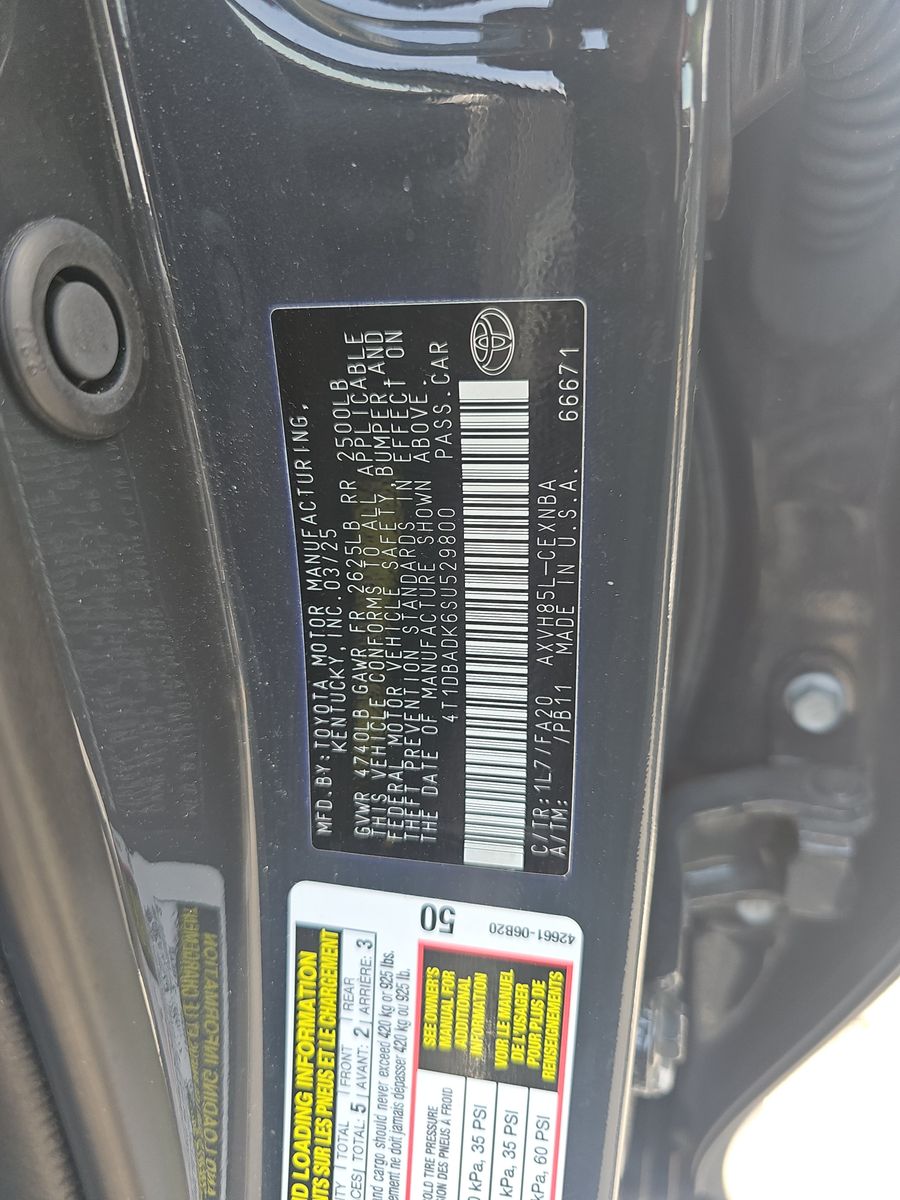 MFD.BY:TOYOTA MOTOR MANUFACTURING,
KENTUCKY, INC. 03/25
GVWR 4740LB GAWR FR 2625LB RR 2500LB
THIS VEHICLE CONFORMS TO ALL APPLICABLE
FEDERAL MOTOR VEHICLE SAFETY, BUMPER, AND
THEFT PREVENTION STANDARDS IN EFFECT ON
THE DATE OF MANUFACTURE SHOWN ABOVE.
4T1DBADK6SU529800 PASS.CAR
C/TR:1L7/FA20 AXVH85L-CEXNBA
A/TM: /PB11 MADE IN U.S.A. 66671
LOADING INFORMATION
SUR LES PNEUS ET LE CHARGEMENT
TOTAL FRONT REAR
TOTAL: 5 AVANT: 2 ARRIÈRE: 3
cargo should never exceed 420 kg or 925 lbs.
ne doit jamais dépasser 420 kg ou 925 lb.
50
42661-06B20
TIRE PRESSURE
DES PNEUS À FROID
kPa, 35 PSI
kPa, 35 PSI
kPa, 60 PSI
SEE OWNER'S
MANUAL FOR
ADDITIONAL
INFORMATION
VOIR LE MANUEL
DE L'USAGER
POUR PLUS DE
RENSEIGNEMENTS